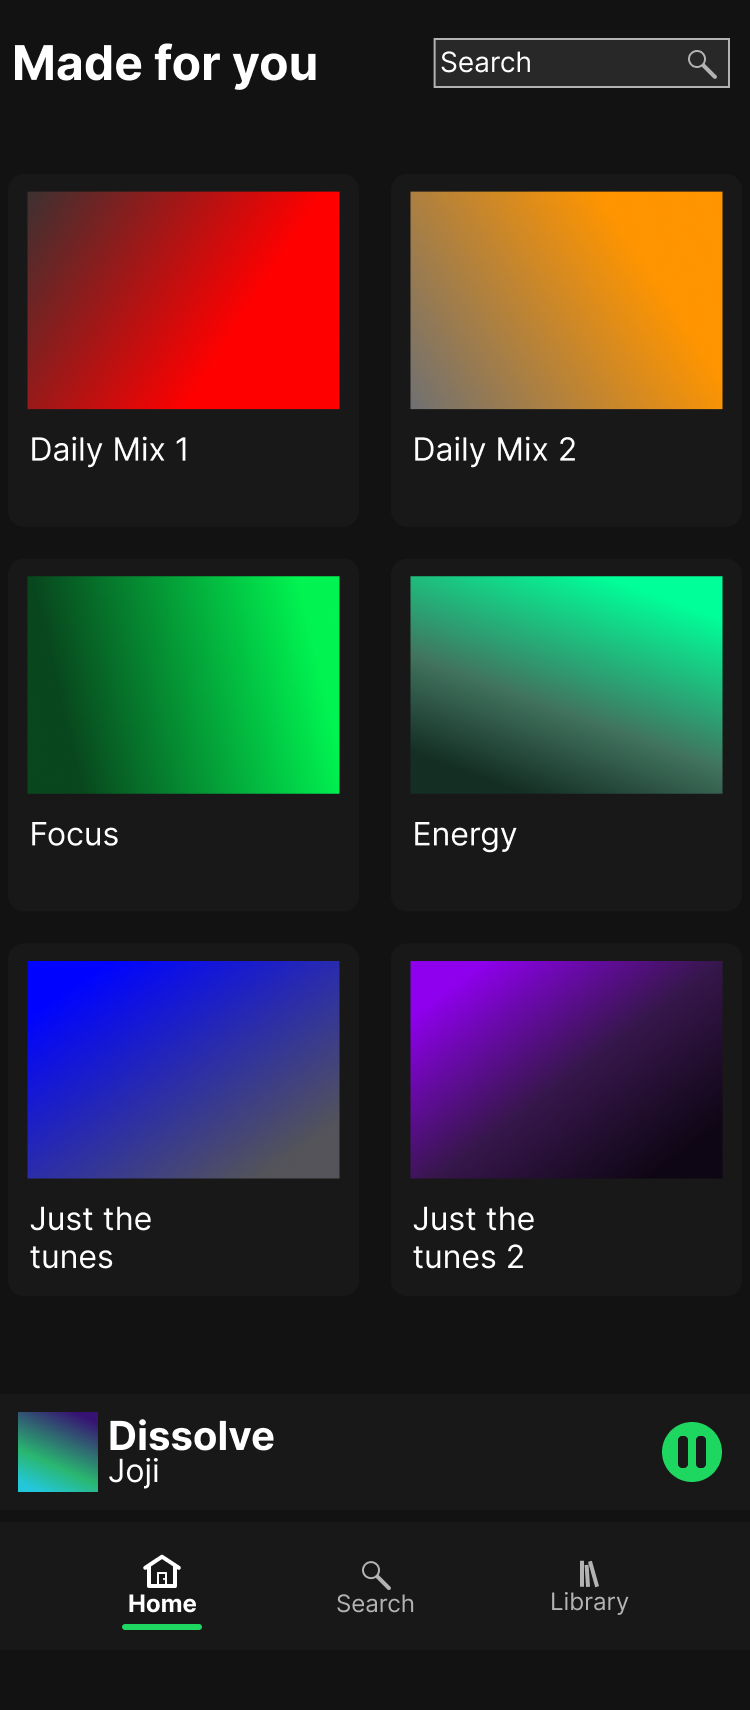 Made for you
Search
Daily Mix 1
Daily Mix 2
Focus
Energy
Just the
tunes
Just the
tunes 2
Dissolve
Joji
Home
Search
Library